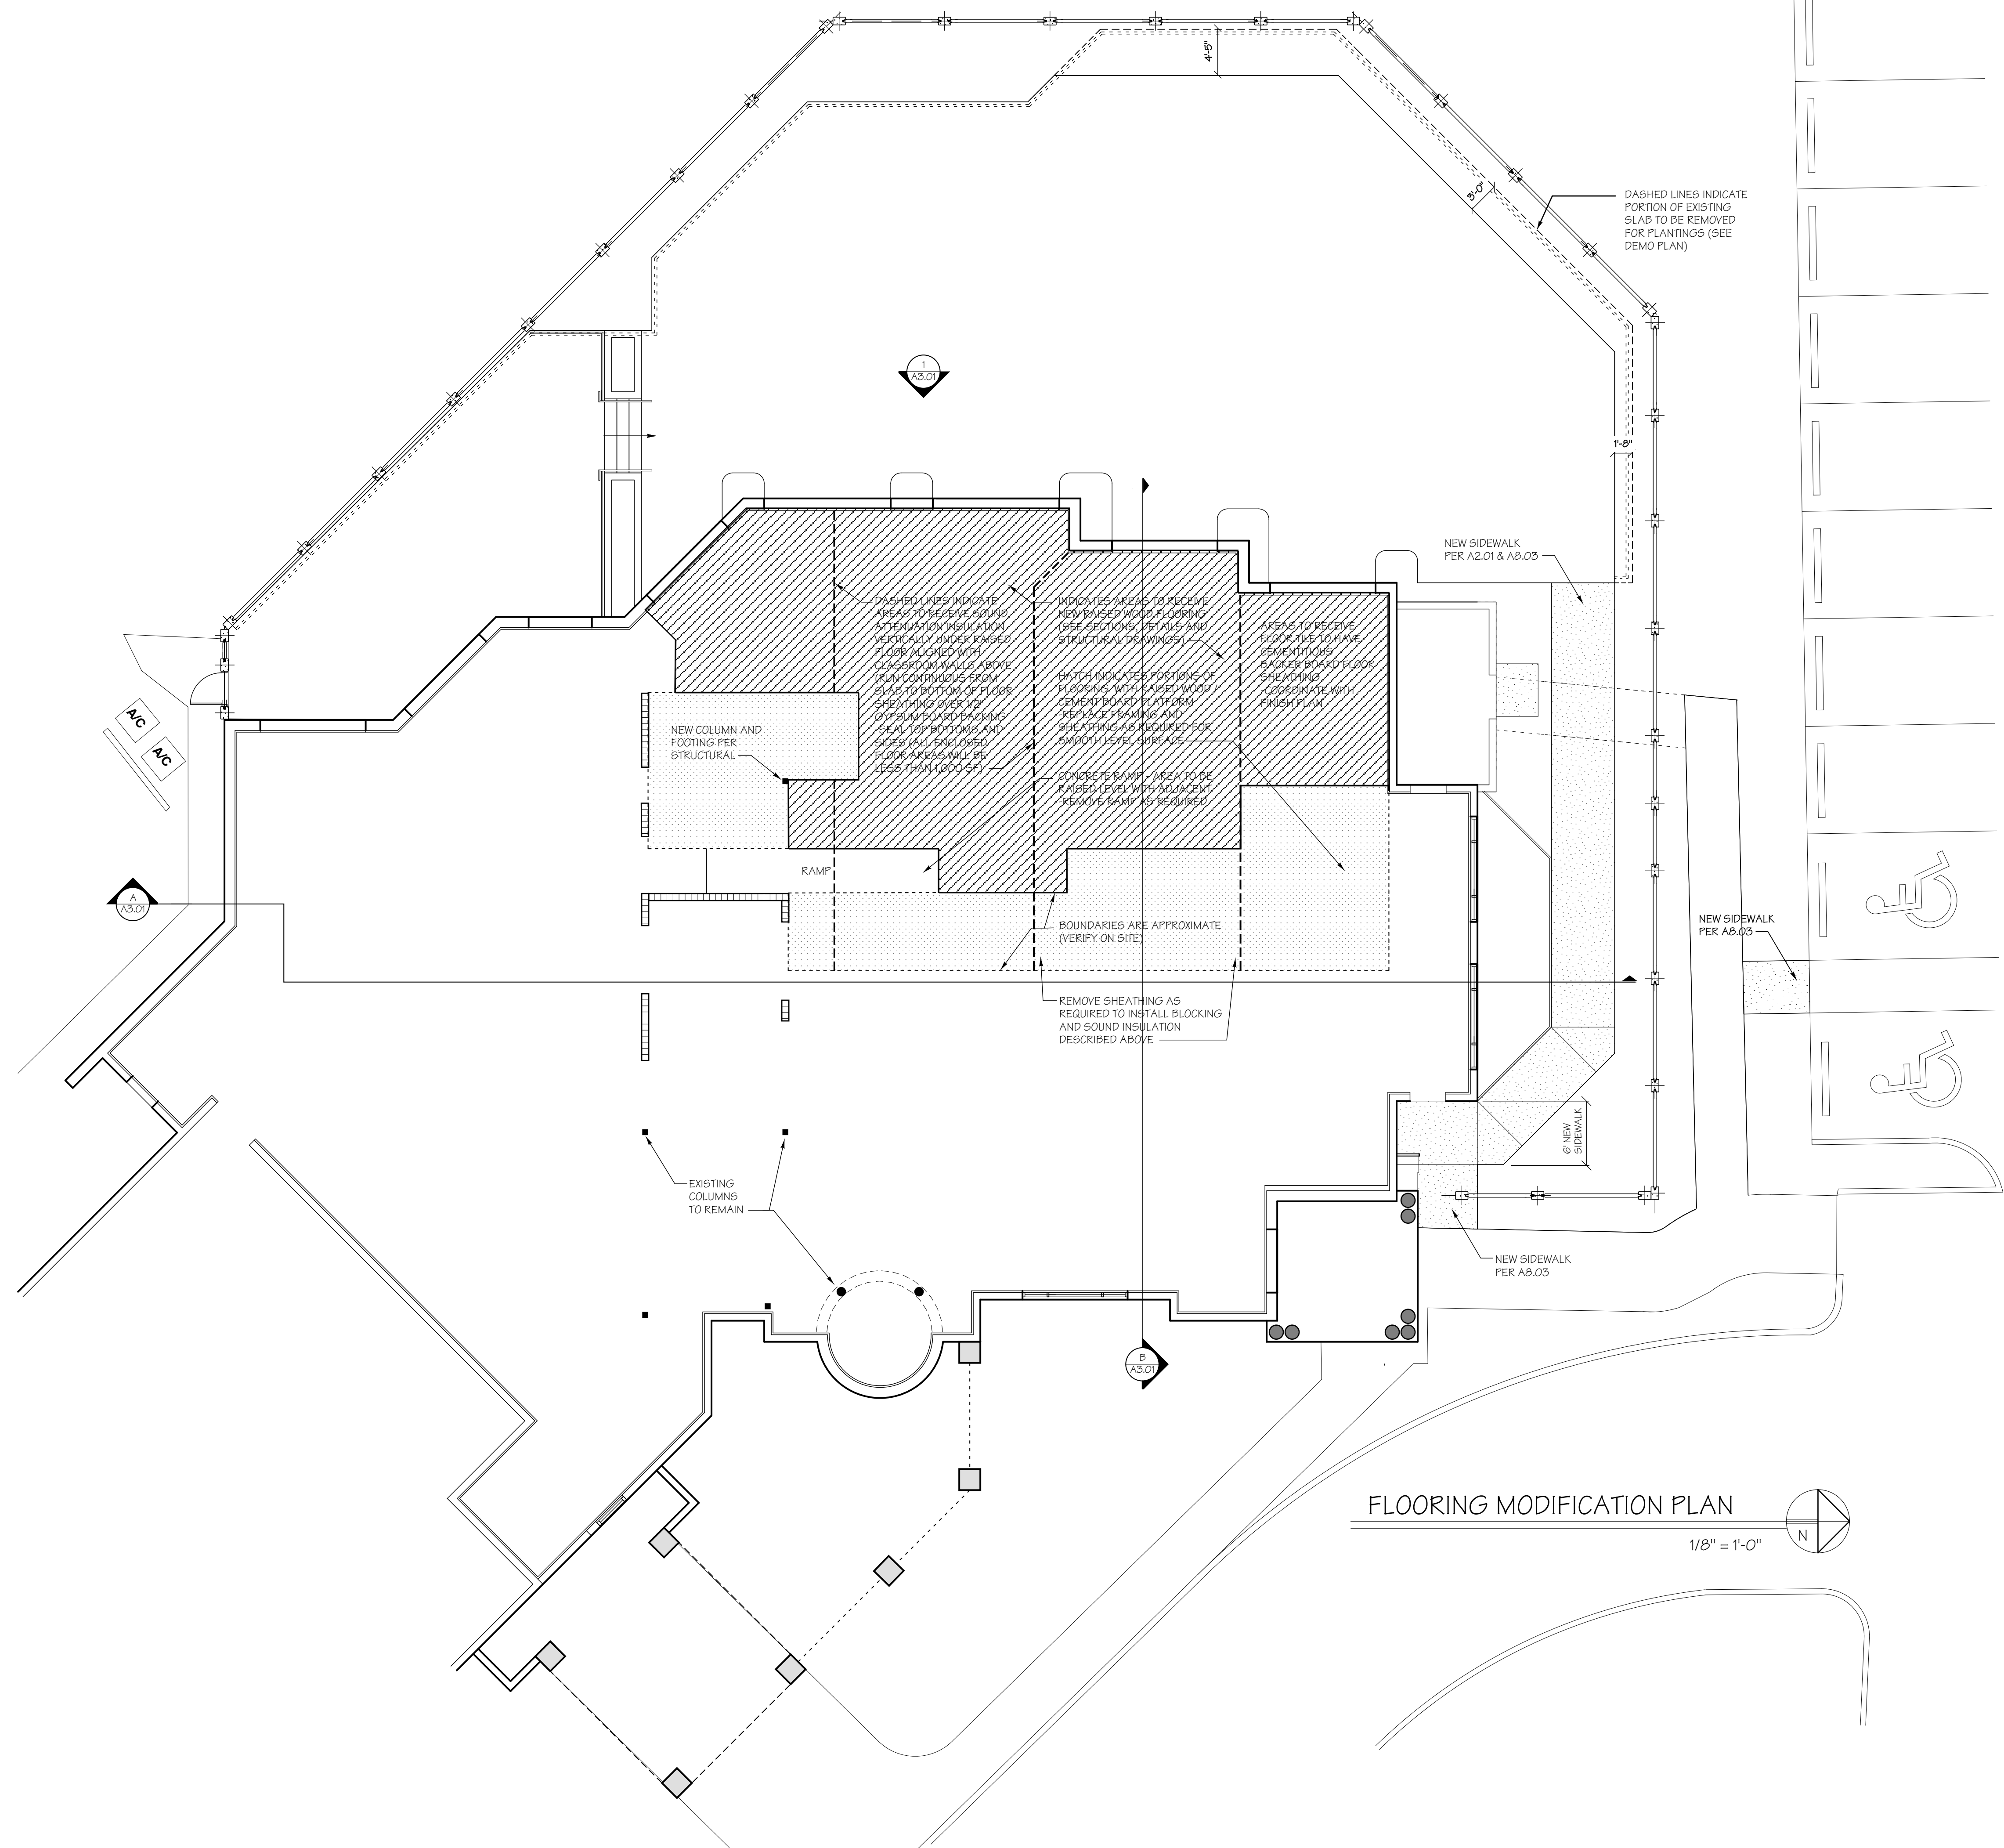 4'-5"
3'-0"
DASHED LINES INDICATE
PORTION OF EXISTING
SLAB TO BE REMOVED
FOR PLANTINGS (SEE
DEMO PLAN)
1
A3.01
1'-8"
NEW SIDEWALK
PER A2.01 & A8.03
DASHED LINES INDICATE
AREAS TO RECEIVE SOUND
ATTENUATION INSULATION
VERTICALLY UNDER RAISED
FLOOR ALIGNED WITH
CLASSROOM WALLS ABOVE
(RUN CONTINUOUS FROM
SLAB TO BOTTOM OF FLOOR
SHEATHING OVER 1/2"
GYPSUM BOARD BACKING
-SEAL TOP BOTTOMS AND
SIDES (ALL ENCLOSED
FLOOR AREAS WILL BE
LESS THAN 1,000 SF)
INDICATES AREAS TO RECEIVE
NEW RAISED WOOD FLOORING
(SEE SECTIONS, DETAILS AND
STRUCTURAL DRAWINGS)
HATCH INDICATES PORTIONS OF
FLOORING WITH RAISED WOOD /
CEMENT BOARD PLATFORM
-REPLACE FRAMING AND
SHEATHING AS REQUIRED FOR
SMOOTH LEVEL SURFACE
CONCRETE RAMP - AREA TO BE
RAISED LEVEL WITH ADJACENT
-REMOVE RAMP AS REQUIRED
AREAS TO RECEIVE
FLOOR TILE TO HAVE
CEMENTITIOUS
BACKER BOARD FLOOR
SHEATHING
-COORDINATE WITH
FINISH PLAN
A/C
A/C
NEW COLUMN AND
FOOTING PER
STRUCTURAL
RAMP
A
A3.01
BOUNDARIES ARE APPROXIMATE
(VERIFY ON SITE)
NEW SIDEWALK
PER A8.03
REMOVE SHEATHING AS
REQUIRED TO INSTALL BLOCKING
AND SOUND INSULATION
DESCRIBED ABOVE
6' NEW
SIDEWALK
EXISTING
COLUMNS
TO REMAIN
NEW SIDEWALK
PER A8.03
B
A3.01
FLOORING MODIFICATION PLAN
N
1/8" = 1'-0"